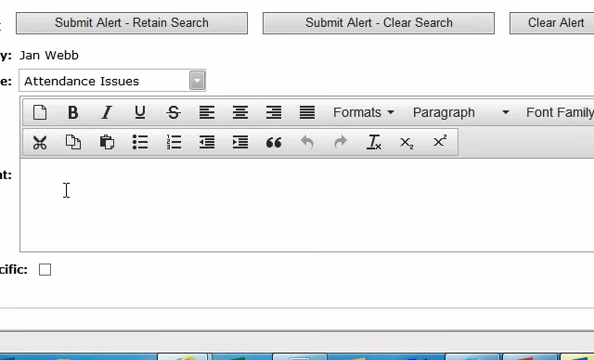 Submit Alert - Retain Search Submit Alert - Clear Search Clear Alert
y: Jan Webb
e: Attendance Issues
B I U S Formats Paragraph Font Family
nt:
cific: